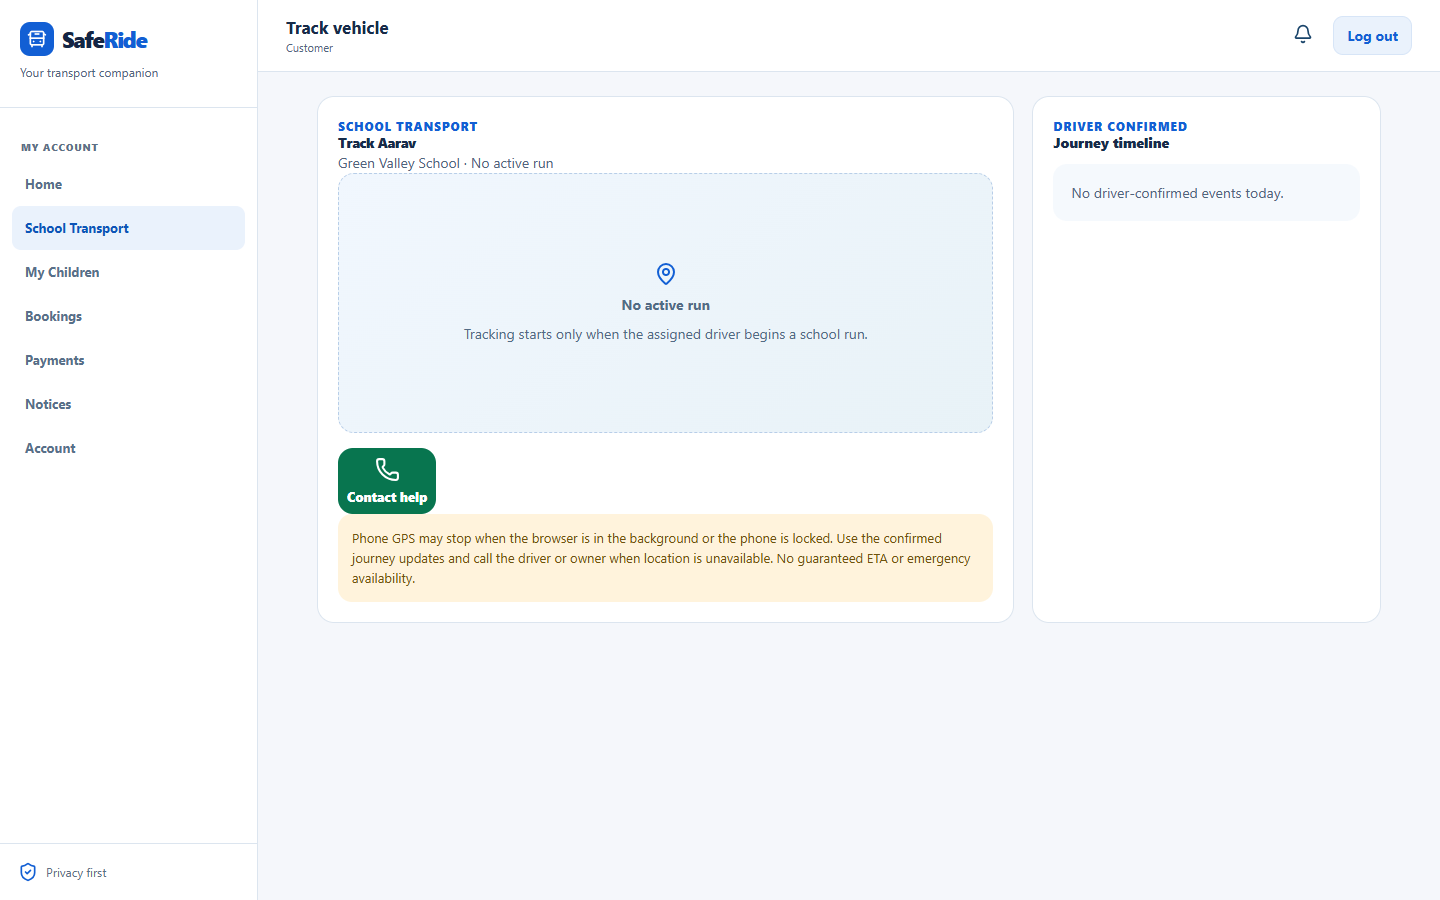 SafeRide
Your transport companion
MY ACCOUNT
Home
School Transport
My Children
Bookings
Payments
Notices
Account
Privacy first
Track vehicle
Customer
Log out
SCHOOL TRANSPORT
Track Aarav
Green Valley School · No active run
No active run
Tracking starts only when the assigned driver begins a school run.
Contact help
Phone GPS may stop when the browser is in the background or the phone is locked. Use the confirmed
journey updates and call the driver or owner when location is unavailable. No guaranteed ETA or emergency
availability.
DRIVER CONFIRMED
Journey timeline
No driver-confirmed events today.